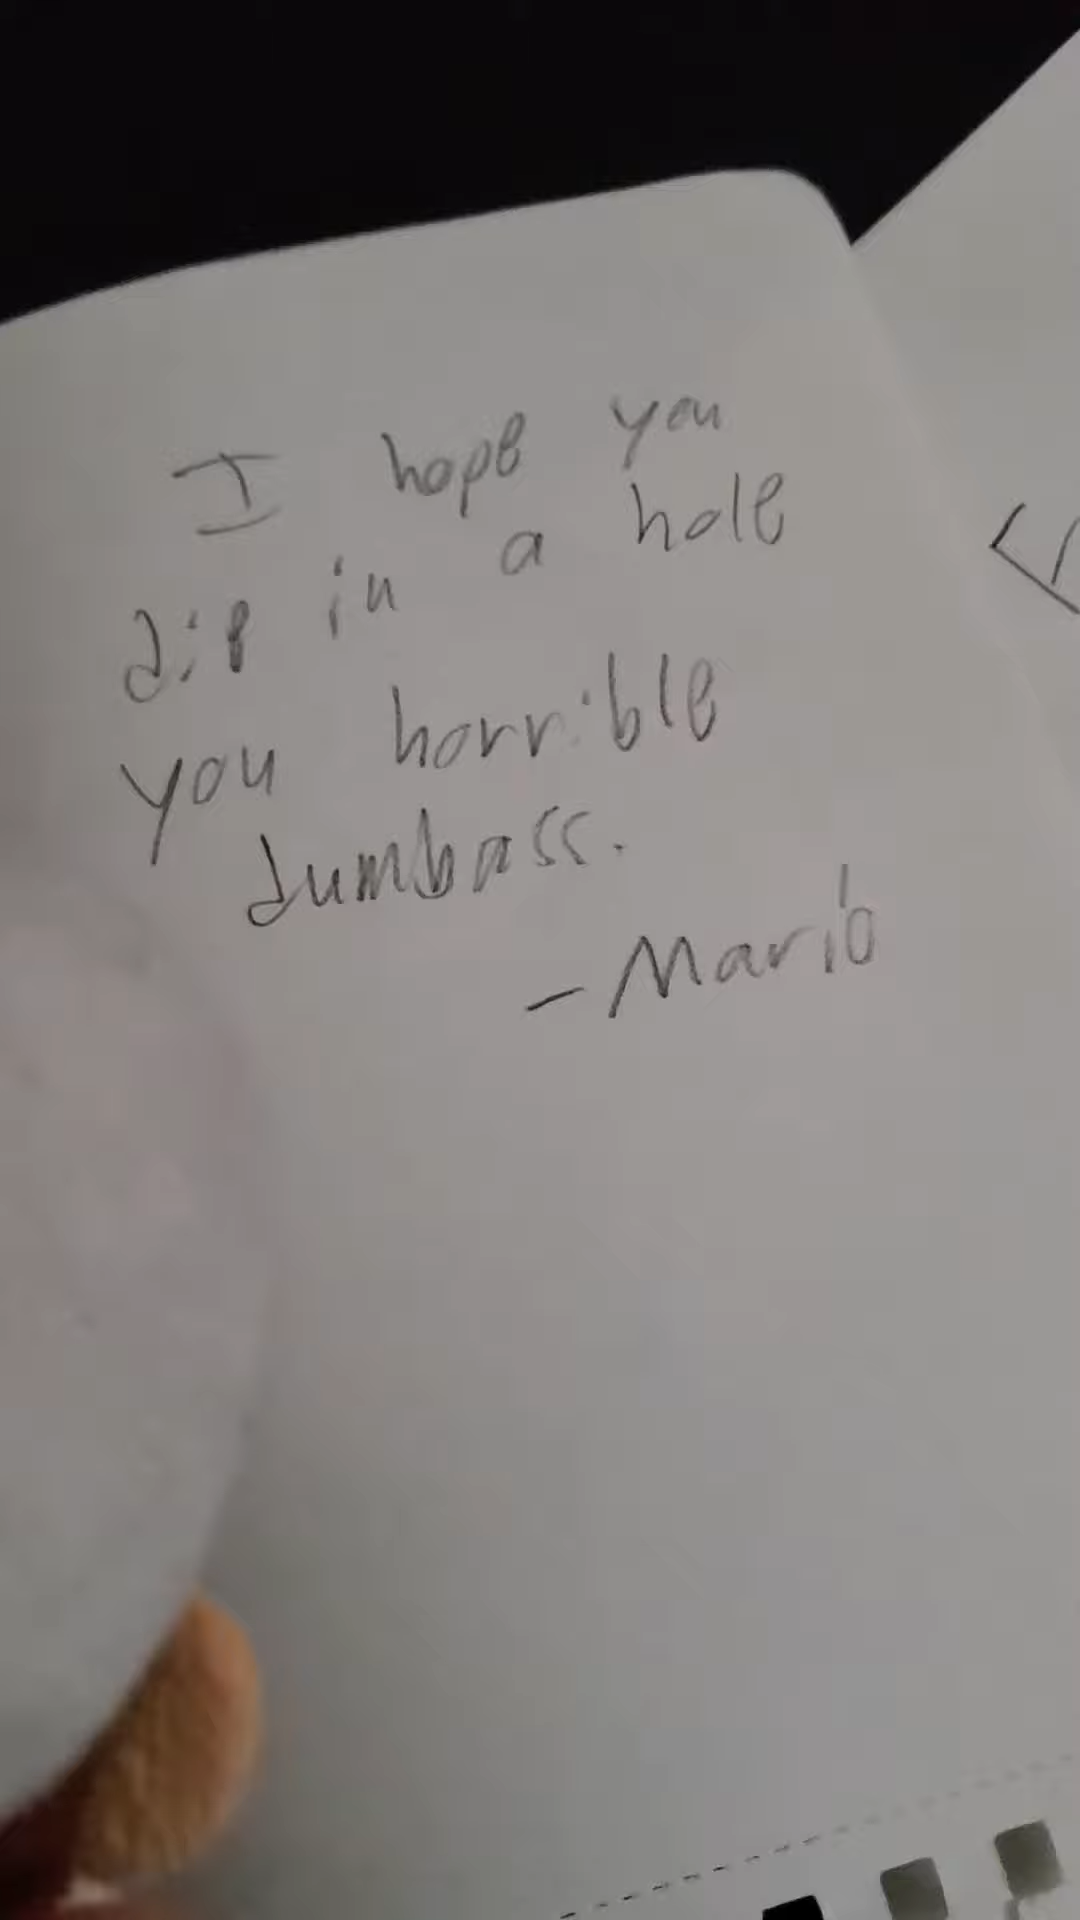 I hope you
die in a hole
you horrible
dumbass.
- Mario